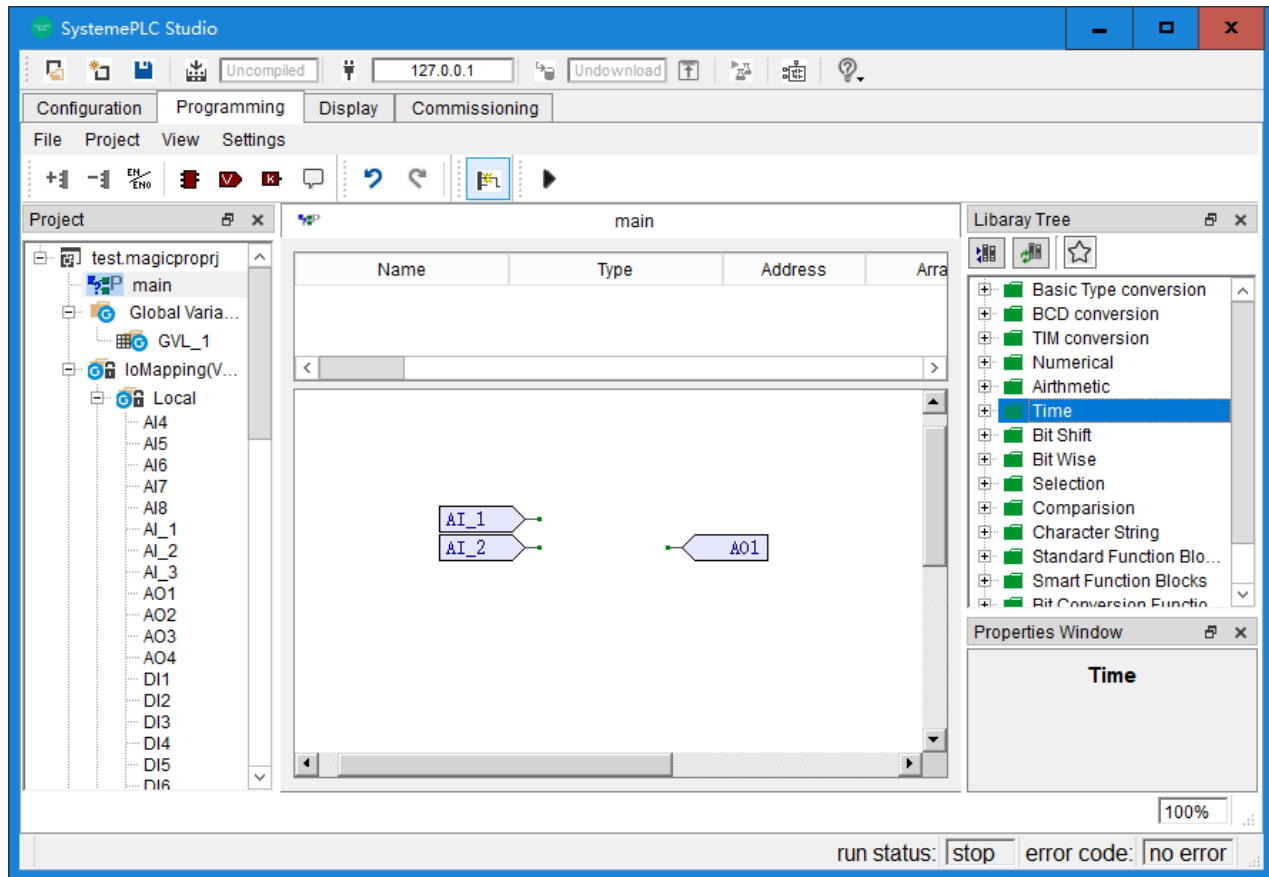 SystemePLC Studio
Uncompiled
127.0.0.1
Undownload
Configuration Programming Display Commissioning
File Project View Settings
EN/ENO V K
Project
main
Libaray Tree
test.magicproprj
main
Global Varia...
GVL_1
IoMapping(V...
Local
AI4
AI5
AI6
AI7
AI8
AI_1
AI_2
AI_3
AO1
AO2
AO3
AO4
DI1
DI2
DI3
DI4
DI5
DI6
Name Type Address Arra
AI_1
AI_2
AO1
Basic Type conversion
BCD conversion
TIM conversion
Numerical
Airthmetic
Time
Bit Shift
Bit Wise
Selection
Comparision
Character String
Standard Function Blo...
Smart Function Blocks
Bit Conversion Functio
Properties Window
Time
100%
run status: stop error code: no error